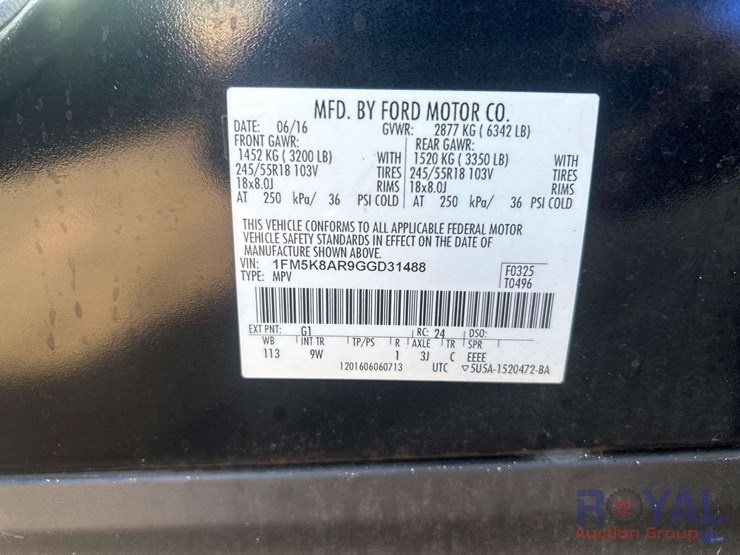 MFD. BY FORD MOTOR CO.
DATE: 06/16 GVWR: 2877 KG ( 6342 LB)
FRONT GAWR: REAR GAWR:
1452 KG ( 3200 LB) WITH 1520 KG ( 3350 LB) WITH
245/55R18 103V TIRES 245/55R18 103V TIRES
18x8.0J RIMS 18x8.0J RIMS
AT 250 kPa/ 36 PSI COLD AT 250 kPa/ 36 PSI COLD
THIS VEHICLE CONFORMS TO ALL APPLICABLE FEDERAL MOTOR
VEHICLE SAFETY STANDARDS IN EFFECT ON THE DATE OF
MANUFACTURE SHOWN ABOVE.
VIN: 1FM5K8AR9GGD31488
TYPE: MPV
F0325
T0496
EXT PNT: G1 RC: 24 DSO:
WB INT TR TP/PS R AXLE TR SPR
113 9W 1 3J C EEEE
1201606060713 UTC ▽5U5A-1520472-BA
ROYAL
Auction Group